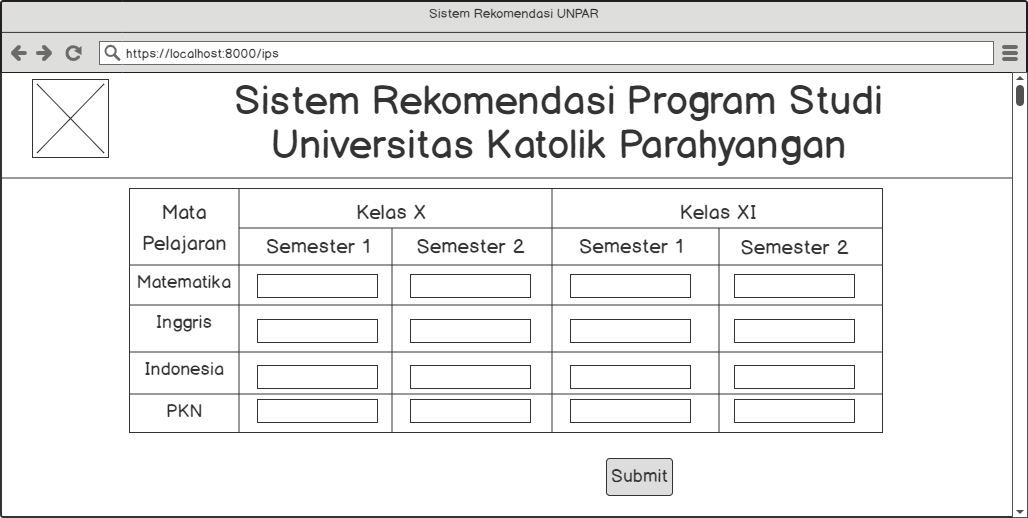 Sistem Rekomendasi UNPAR
https://localhost:8000/ips
Sistem Rekomendasi Program Studi
Universitas Katolik Parahyangan
Mata Pelajaran
Kelas X
Kelas XI
Semester 1
Semester 2
Semester 1
Semester 2
Matematika
Inggris
Indonesia
PKN
Submit